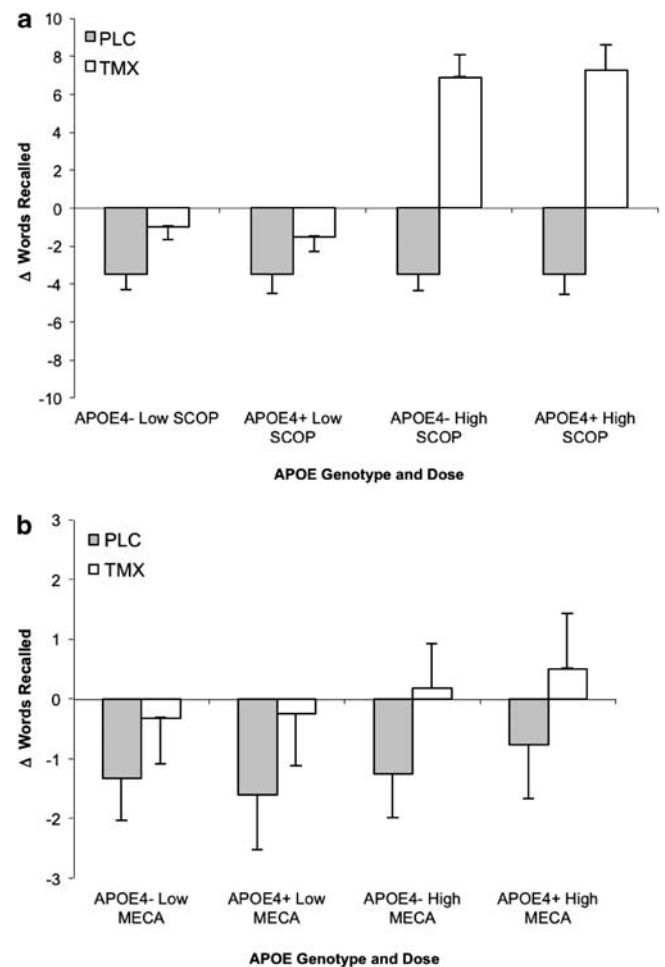 a
10
8
6
4
2
0
-2
-4
-6
-8
-10
PLC
TMX
Δ Words Recalled
APOE4- Low SCOP
APOE4+ Low
SCOP
APOE4- High
SCOP
APOE4+ High
SCOP
APOE Genotype and Dose
b
3
2
1
0
-1
-2
-3
PLC
TMX
Δ Words Recalled
APOE4- Low
MECA
APOE4+ Low
MECA
APOE4- High
MECA
APOE4+ High
MECA
APOE Genotype and Dose